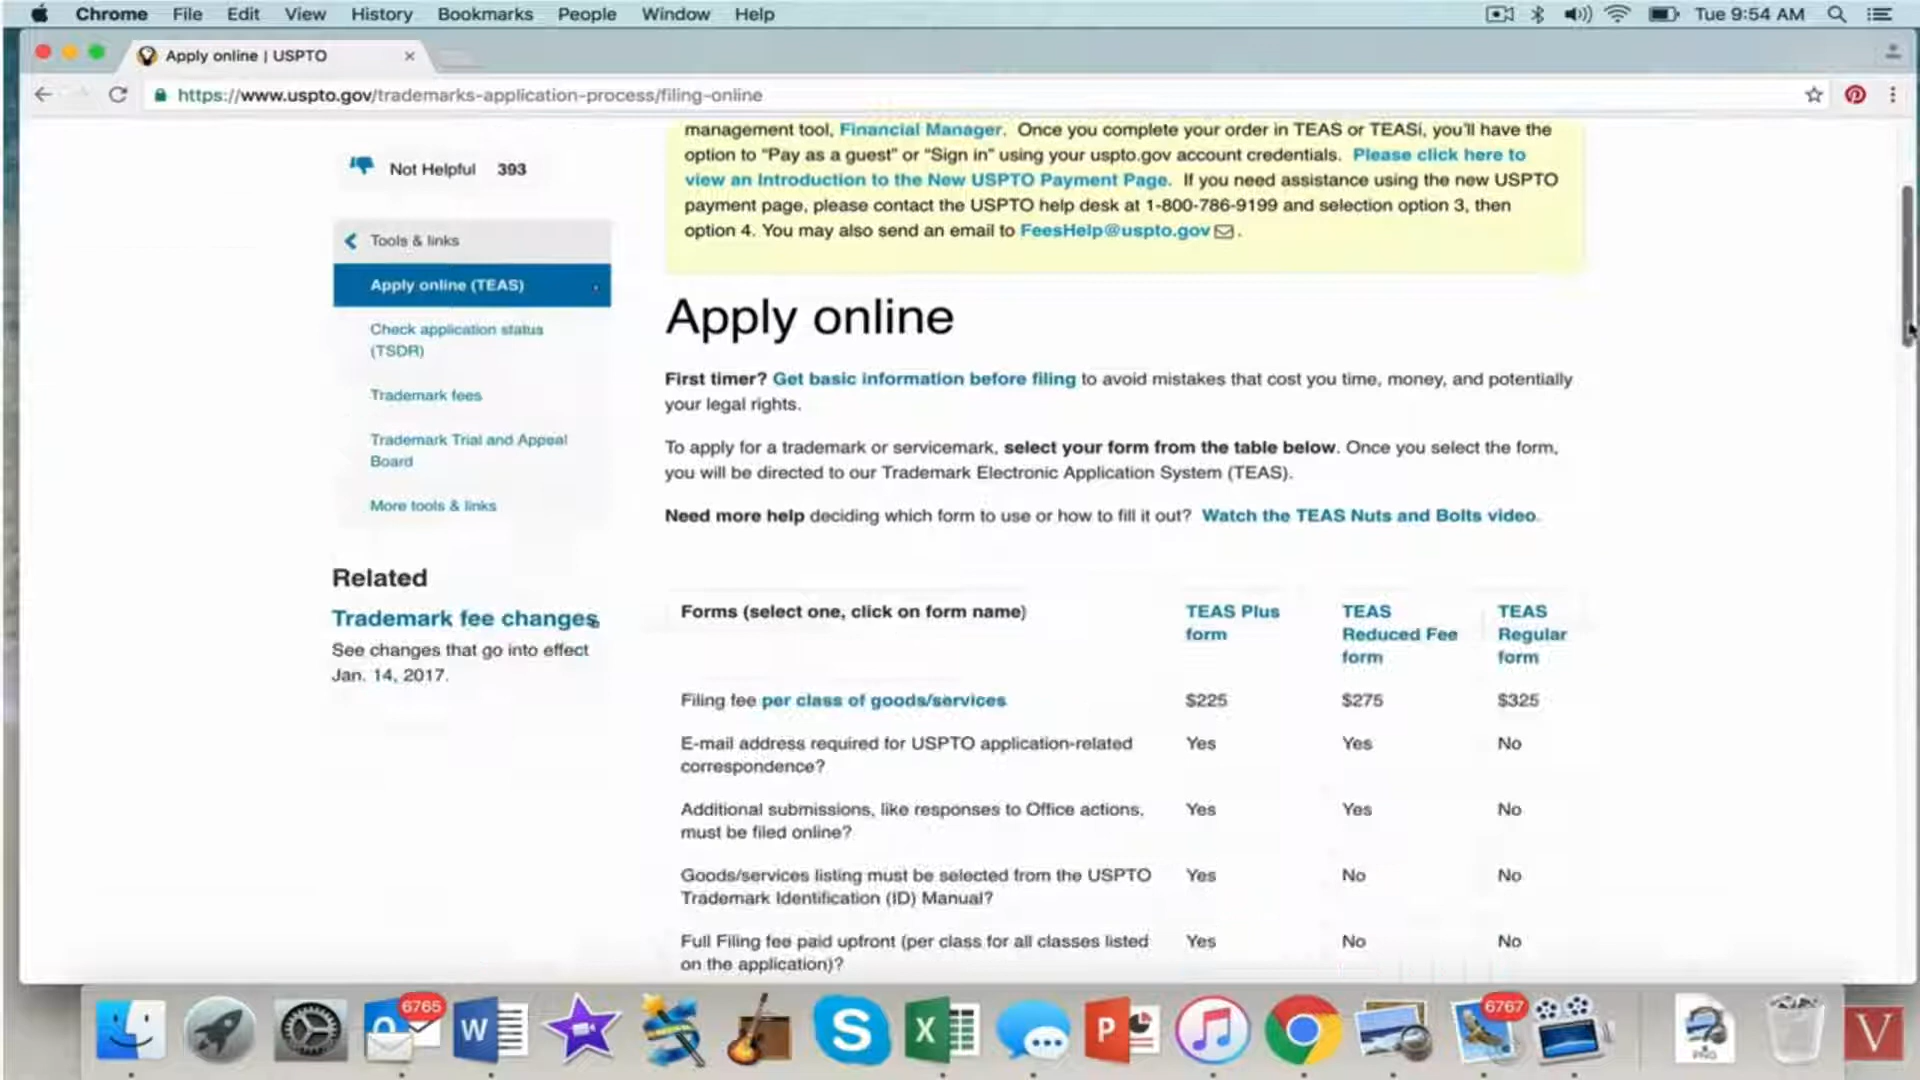 Chrome File Edit View History Bookmarks People Window Help Tue 9:54 AM
Apply online | USPTO
https://www.uspto.gov/trademarks-application-process/filing-online
Not Helpful 393
Tools & links
Apply online (TEAS)
Check application status
(TSDR)
Trademark fees
Trademark Trial and Appeal
Board
More tools & links
Related
Trademark fee changes
See changes that go into effect
Jan. 14, 2017.
management tool, Financial Manager. Once you complete your order in TEAS or TEASi, you'll have the
option to "Pay as a guest" or "Sign in" using your uspto.gov account credentials. Please click here to
view an Introduction to the New USPTO Payment Page. If you need assistance using the new USPTO
payment page, please contact the USPTO help desk at 1-800-786-9199 and selection option 3, then
option 4. You may also send an email to FeesHelp@uspto.gov .
Apply online
First timer? Get basic information before filing to avoid mistakes that cost you time, money, and potentially
your legal rights.
To apply for a trademark or servicemark, select your form from the table below. Once you select the form,
you will be directed to our Trademark Electronic Application System (TEAS).
Need more help deciding which form to use or how to fill it out? Watch the TEAS Nuts and Bolts video.
Forms (select one, click on form name) TEAS Plus TEAS TEAS
form Reduced Fee Regular
form form
Filing fee per class of goods/services $225 $275 $325
E-mail address required for USPTO application-related Yes Yes No
correspondence?
Additional submissions, like responses to Office actions, Yes Yes No
must be filed online?
Goods/services listing must be selected from the USPTO Yes No No
Trademark Identification (ID) Manual?
Full Filing fee paid upfront (per class for all classes listed Yes No No
on the application)?
6765 6767
O W S X P PNG V